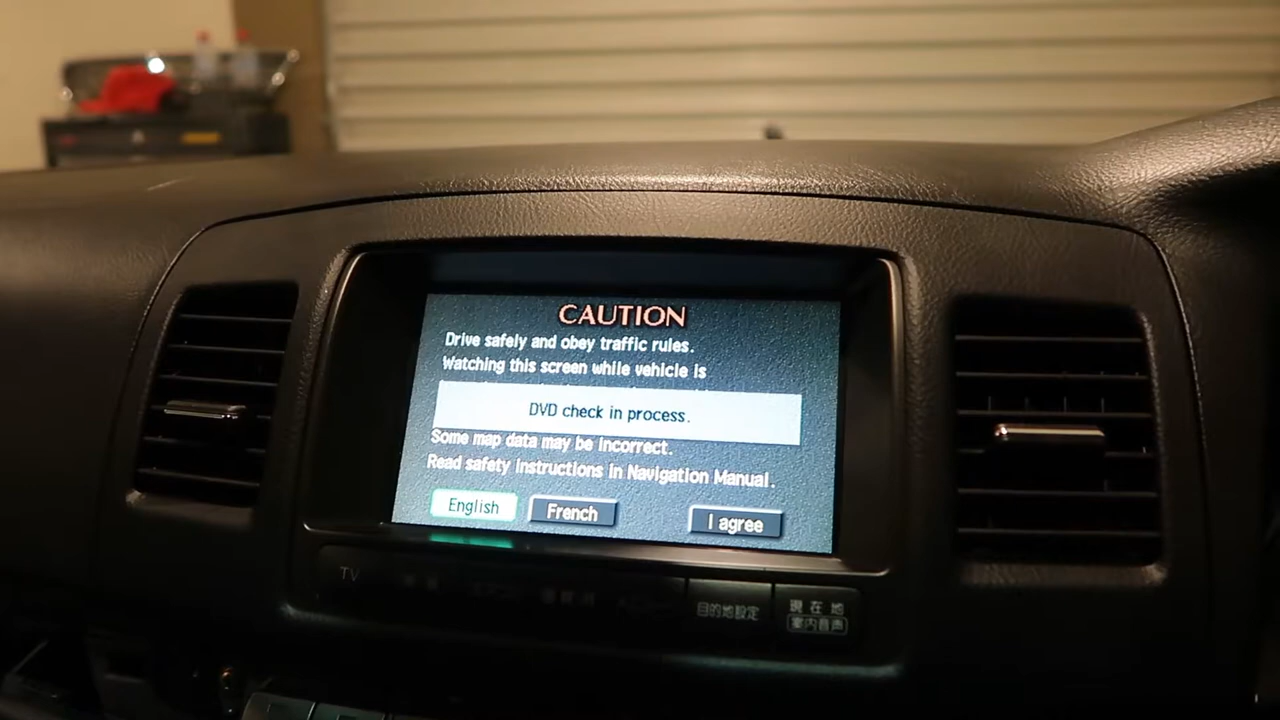 CAUTION
Drive safely and obey traffic rules.
Watching this screen while vehicle is
DVD check in process.
Some map data may be incorrect.
Read safety instructions in Navigation Manual.
English French I agree
TV 目的地設定 現在地
案内音声